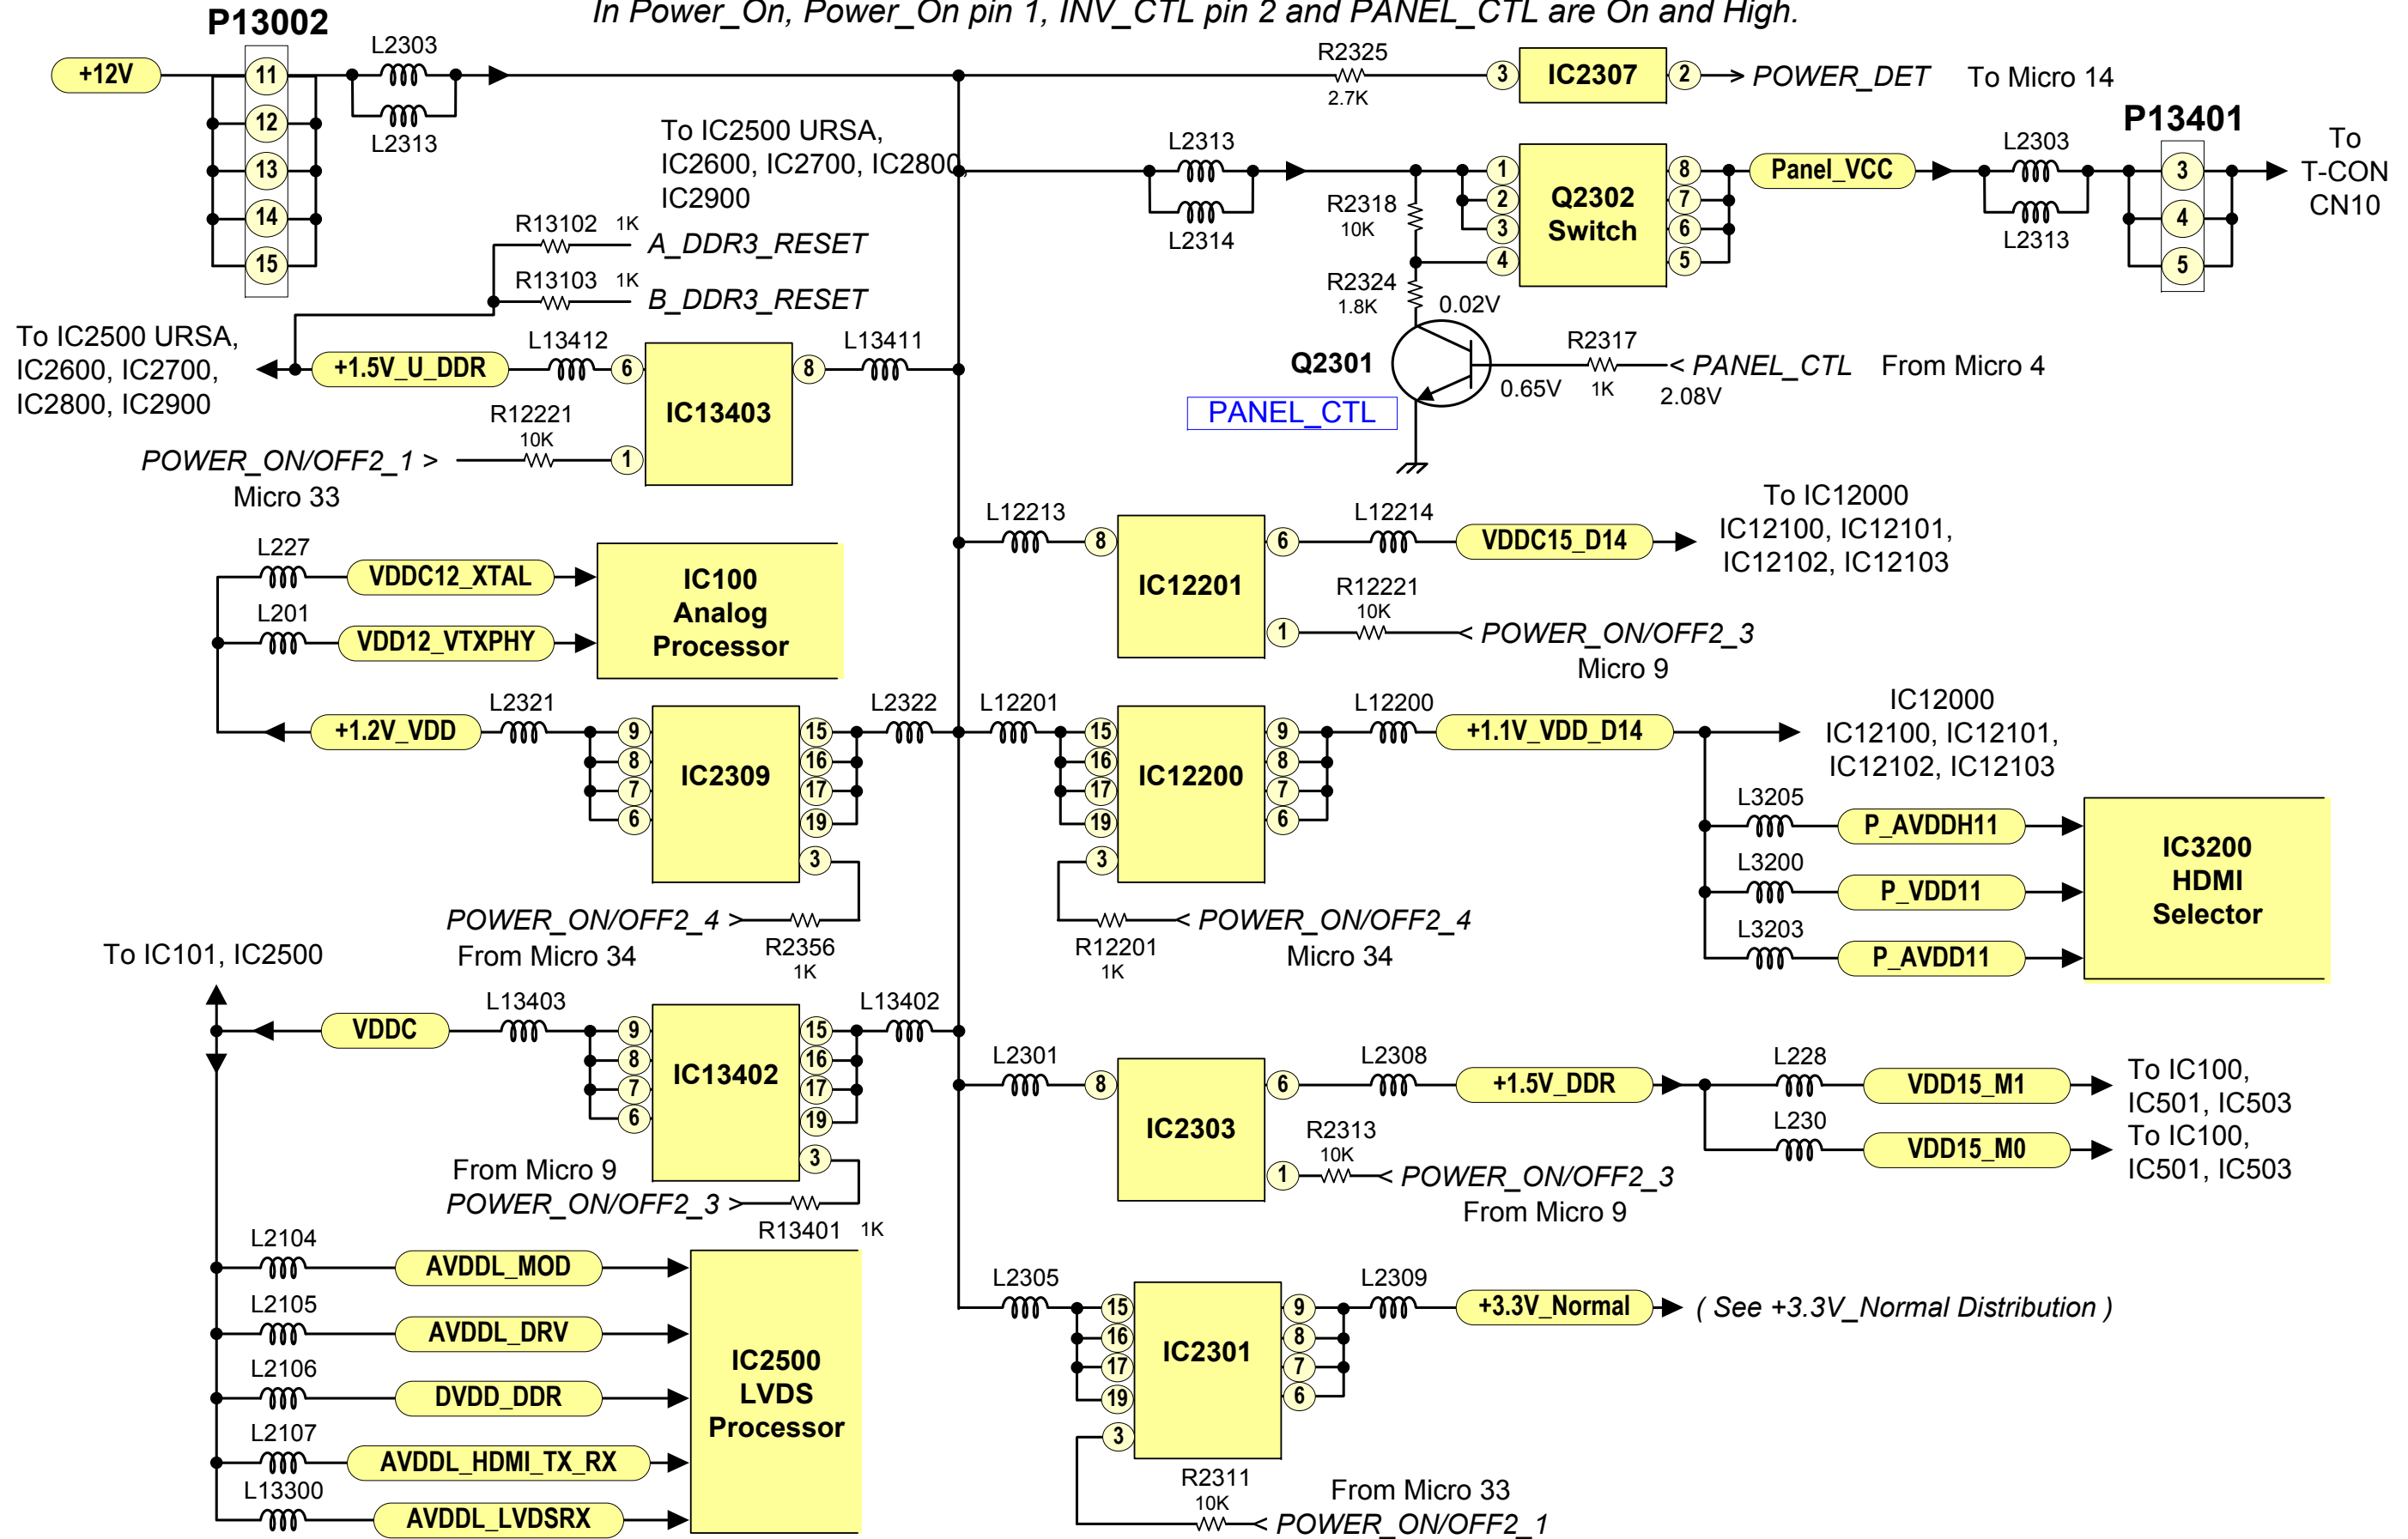 In Power_On, Power_On pin 1, INV_CTL pin 2 and PANEL_CTL are On and High.
P13002
+12V
11
12
13
14
15
L2303
L2313
R2325
2.7K
3
IC2307
2
POWER_DET
To Micro 14
To IC2500 URSA,
IC2600, IC2700, IC2800,
IC2900
R13102 1K
A_DDR3_RESET
R13103 1K
B_DDR3_RESET
L2313
L2314
R2318
10K
R2324
1.8K
1
2
3
4
Q2302
Switch
8
7
6
5
Panel_VCC
L2303
L2313
P13401
3
4
5
To
T-CON
CN10
0.02V
Q2301
0.65V
R2317
1K
< PANEL_CTL
2.08V
From Micro 4
PANEL_CTL
To IC2500 URSA,
IC2600, IC2700,
IC2800, IC2900
+1.5V_U_DDR
L13412
6
IC13403
8
L13411
R12221
10K
1
POWER_ON/OFF2_1 >
Micro 33
L12213
8
IC12201
6
L12214
VDDC15_D14
To IC12000
IC12100, IC12101,
IC12102, IC12103
R12221
10K
1
< POWER_ON/OFF2_3
Micro 9
L227
VDDC12_XTAL
L201
VDD12_VTXPHY
IC100
Analog
Processor
+1.2V_VDD
L2321
9
8
7
6
IC2309
15
16
17
19
3
L2322
POWER_ON/OFF2_4 >
From Micro 34
R2356
1K
L12201
15
16
17
19
3
IC12200
9
8
7
6
L12200
+1.1V_VDD_D14
IC12000
IC12100, IC12101,
IC12102, IC12103
R12201
1K
< POWER_ON/OFF2_4
Micro 34
L3205
P_AVDDH11
L3200
P_VDD11
L3203
P_AVDD11
IC3200
HDMI
Selector
To IC101, IC2500
VDDC
L13403
9
8
7
6
IC13402
15
16
17
19
3
L13402
From Micro 9
POWER_ON/OFF2_3 >
R13401 1K
L2301
8
IC2303
6
L2308
+1.5V_DDR
R2313
10K
1
< POWER_ON/OFF2_3
From Micro 9
L228
VDD15_M1
To IC100,
IC501, IC503
L230
VDD15_M0
To IC100,
IC501, IC503
L2104
AVDDL_MOD
L2105
AVDDL_DRV
L2106
DVDD_DDR
L2107
AVDDL_HDMI_TX_RX
L13300
AVDDL_LVDSRX
IC2500
LVDS
Processor
L2305
15
16
17
19
3
IC2301
9
8
7
6
L2309
+3.3V_Normal
( See +3.3V_Normal Distribution )
R2311
10K
From Micro 33
< POWER_ON/OFF2_1